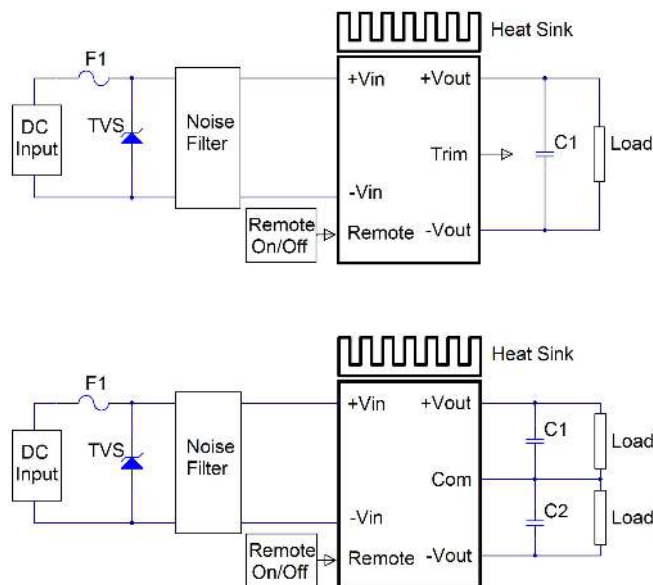 Heat Sink
F1
+Vin
+Vout
DC
Input
TVS
Noise
Filter
Trim
C1
Load
-Vin
Remote
On/Off
Remote
-Vout
Heat Sink
F1
+Vin
+Vout
C1
Load
DC
Input
TVS
Noise
Filter
Com
C2
Load
-Vin
Remote
On/Off
Remote
-Vout